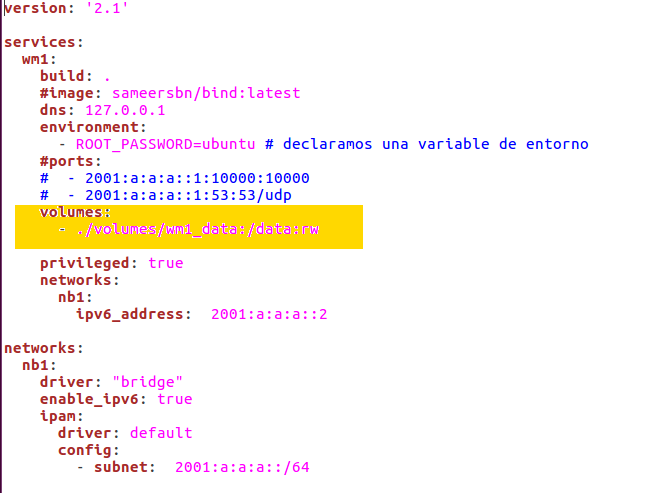 version: '2.1'

services:
  wm1:
    build: .
    #image: sameersbn/bind:latest
    dns: 127.0.0.1
    environment:
      - ROOT_PASSWORD=ubuntu # declaramos una variable de entorno
    #ports:
    #  - 2001:a:a:a::1:10000:10000
    #  - 2001:a:a:a::1:53:53/udp
    volumes:
      - ./volumes/wm1_data:/data:rw

    privileged: true
    networks:
      nb1:
        ipv6_address:  2001:a:a:a::2

networks:
  nb1:
    driver: "bridge"
    enable_ipv6: true
    ipam:
      driver: default
      config:
        - subnet:  2001:a:a:a::/64